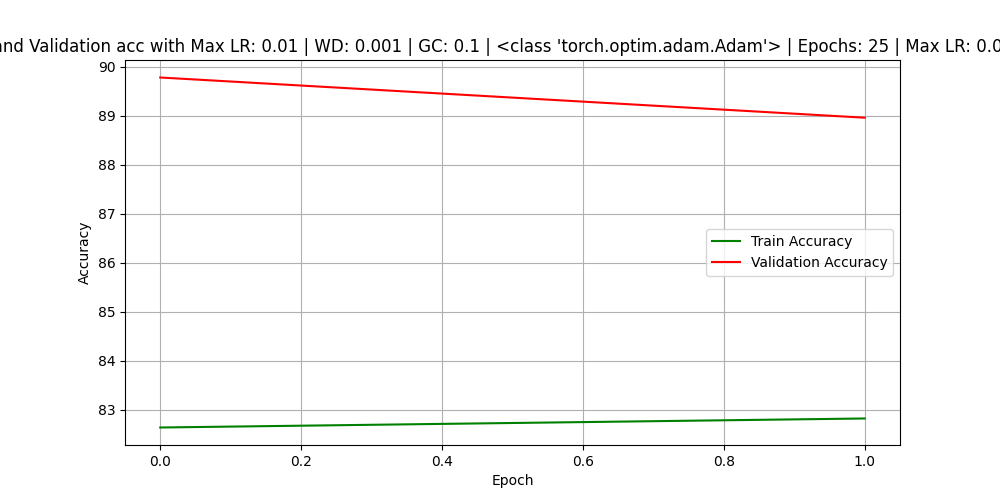 and Validation acc with Max LR: 0.01 | WD: 0.001 | GC: 0.1 | <class 'torch.optim.adam.Adam'> | Epochs: 25 | Max LR: 0.0
90
89
88
87
86
85
84
83
Accuracy
Train Accuracy
Validation Accuracy
0.0 0.2 0.4 0.6 0.8 1.0
Epoch